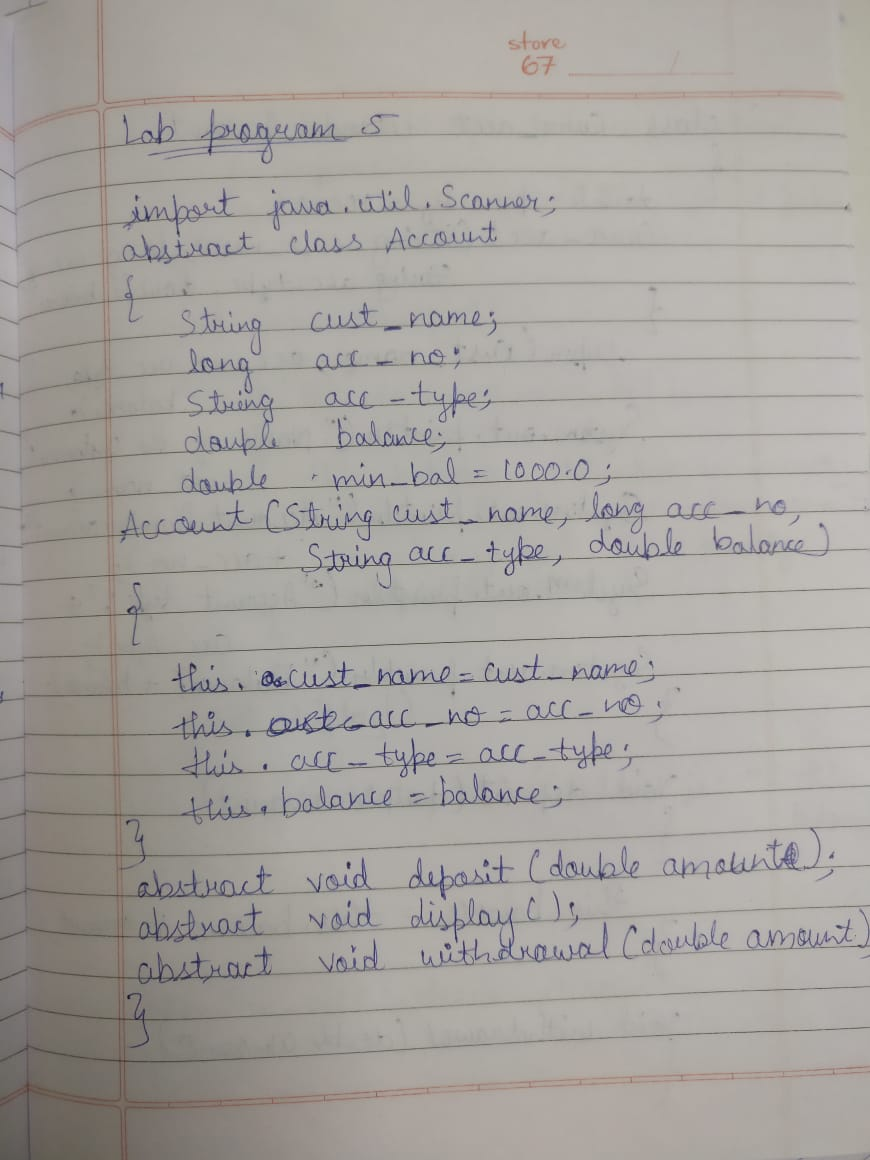 store
67
Lab program 5
import java.util.Scanner;
abstract class Account
{
String cust_name;
long acc_no;
String acc_type;
double balance;
double min_bal = 1000.0;
Account (String cust_name, long acc_no,
String acc_type, double balance)
{
this.cust_name = cust_name;
this.acc_no = acc_no;
this.acc_type = acc_type;
this.balance = balance;
}
abstract void deposit (double amount);
abstract void display();
abstract void withdrawal (double amount)
}